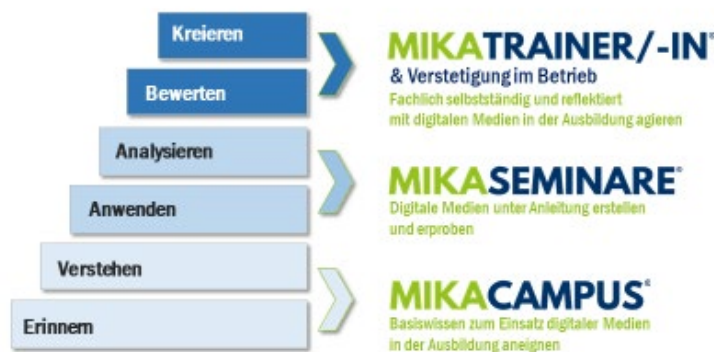 Kreieren
Bewerten
Analysieren
Anwenden
Verstehen
Erinnern
MIKATRAINER/-IN®
& Verstetigung im Betrieb
Fachlich selbstständig und reflektiert
mit digitalen Medien in der Ausbildung agieren
MIKASEMINARE®
Digitale Medien unter Anleitung erstellen
und erproben
MIKACAMPUS®
Basiswissen zum Einsatz digitaler Medien
in der Ausbildung aneignen